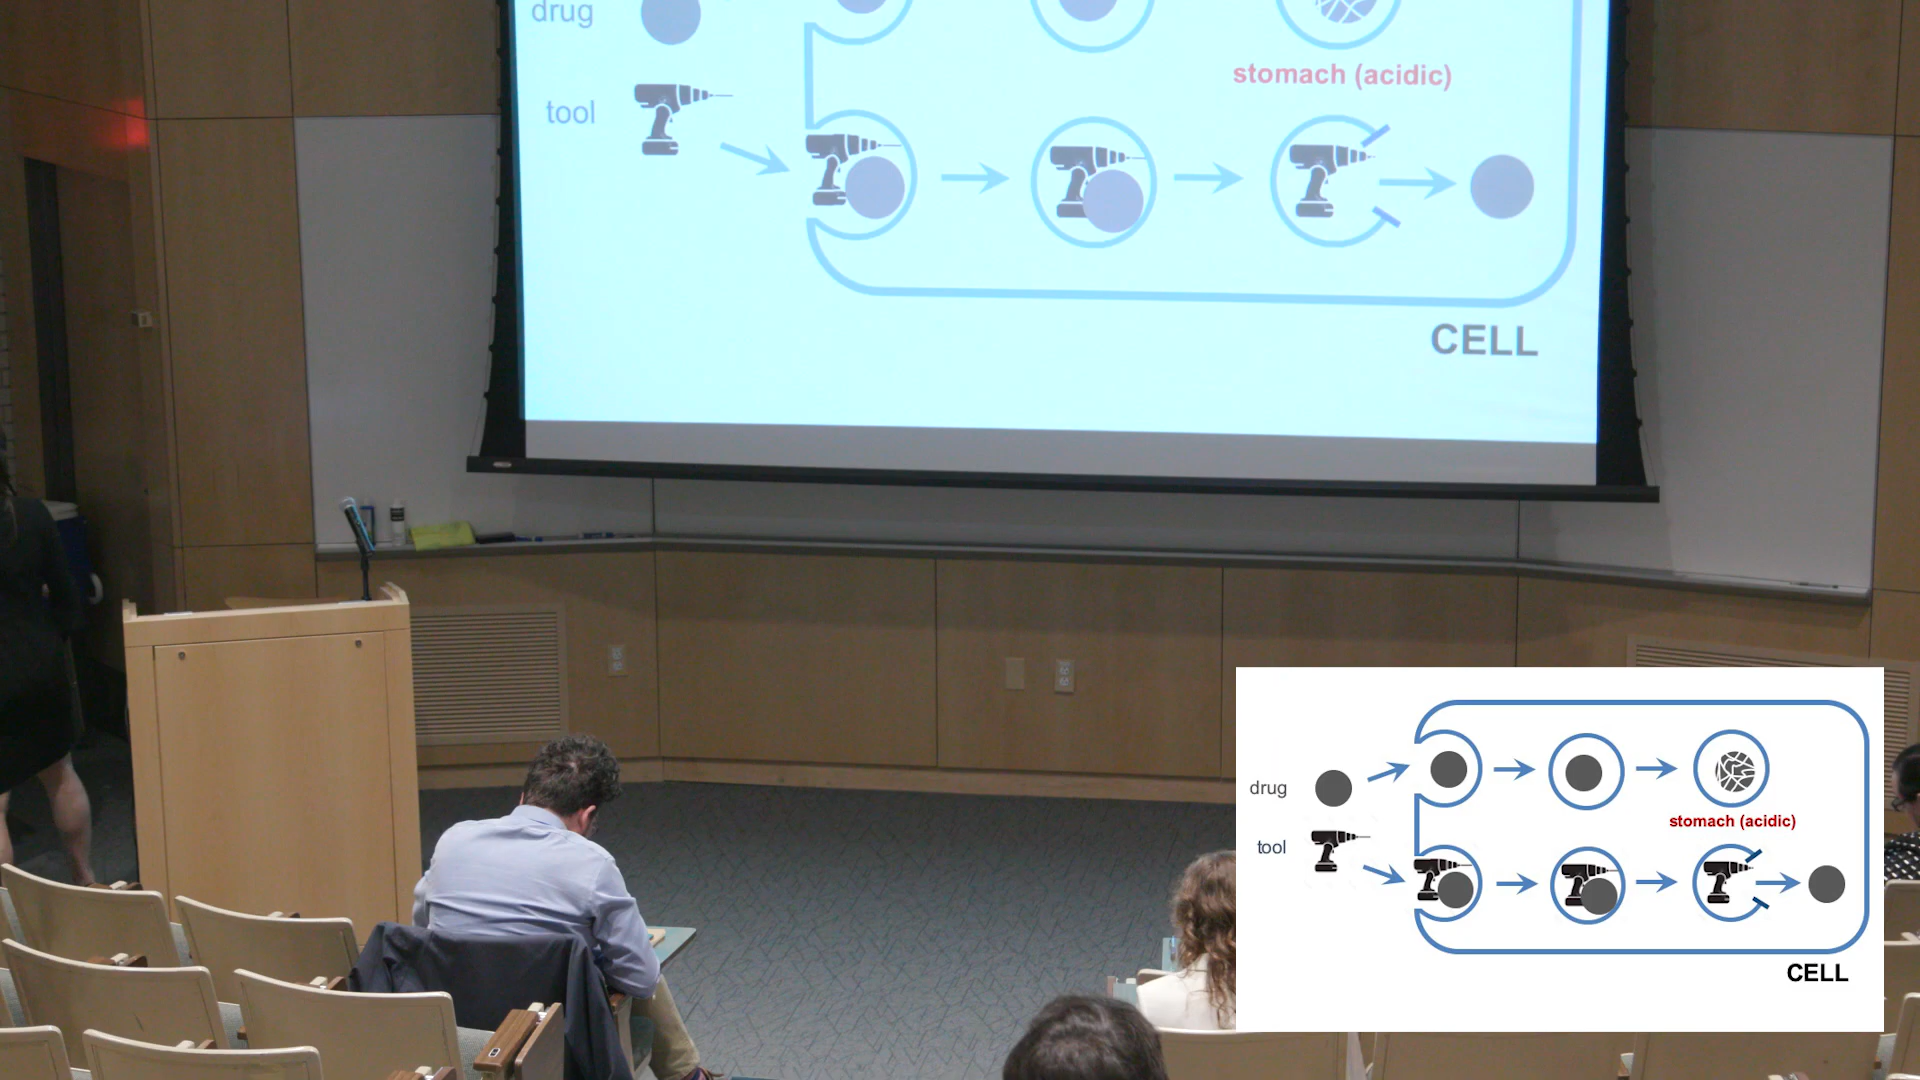 drug
stomach (acidic)
tool
CELL
drug
stomach (acidic)
tool
CELL